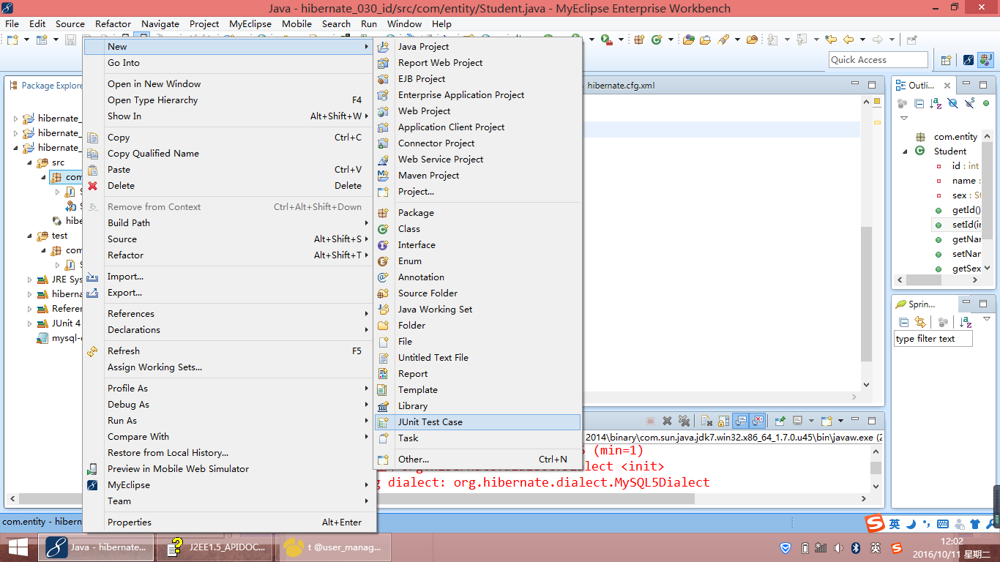 Java - hibernate_030_id/src/com/entity/Student.java - MyEclipse Enterprise Workbench
File Edit Source Refactor Navigate Project MyEclipse Mobile Search Run Window Help
Quick Access
Package Explore
hibernate_
hibernate_
hibernate_
src
com
hibe
test
com
JRE Sys
hiberna
Referen
JUnit 4
mysql-c
New
Go Into
Open in New Window
Open Type Hierarchy F4
Show In Alt+Shift+W
Copy Ctrl+C
Copy Qualified Name
Paste Ctrl+V
Delete Delete
Remove from Context Ctrl+Alt+Shift+Down
Build Path
Source Alt+Shift+S
Refactor Alt+Shift+T
Import...
Export...
References
Declarations
Refresh F5
Assign Working Sets...
Profile As
Debug As
Run As
Compare With
Restore from Local History...
Preview in Mobile Web Simulator
MyEclipse
Team
Properties Alt+Enter
Java Project
Report Web Project
EJB Project
Enterprise Application Project
Web Project
Application Client Project
Connector Project
Web Service Project
Maven Project
Project...
Package
Class
Interface
Enum
Annotation
Source Folder
Java Working Set
Folder
File
Untitled Text File
Report
Template
Library
JUnit Test Case
Task
Other... Ctrl+N
hibernate.cfg.xml
Outli...
com.entity
Student
id : int
name :
sex : St
getId()
setId(in
getNar
setNar
getSex
Sprin...
type filter text
2014\binary\com.sun.java.jdk7.win32.x86_64_1.7.0.u45\bin\javaw.exe (2
(min=1)
<init>
g dialect: org.hibernate.dialect.MySQL5Dialect
com.entity - hibern
英
Java - hibernate...
J2EE1.5_APIDOC...
t @user_manag...
英
12:02
2016/10/11 星期二